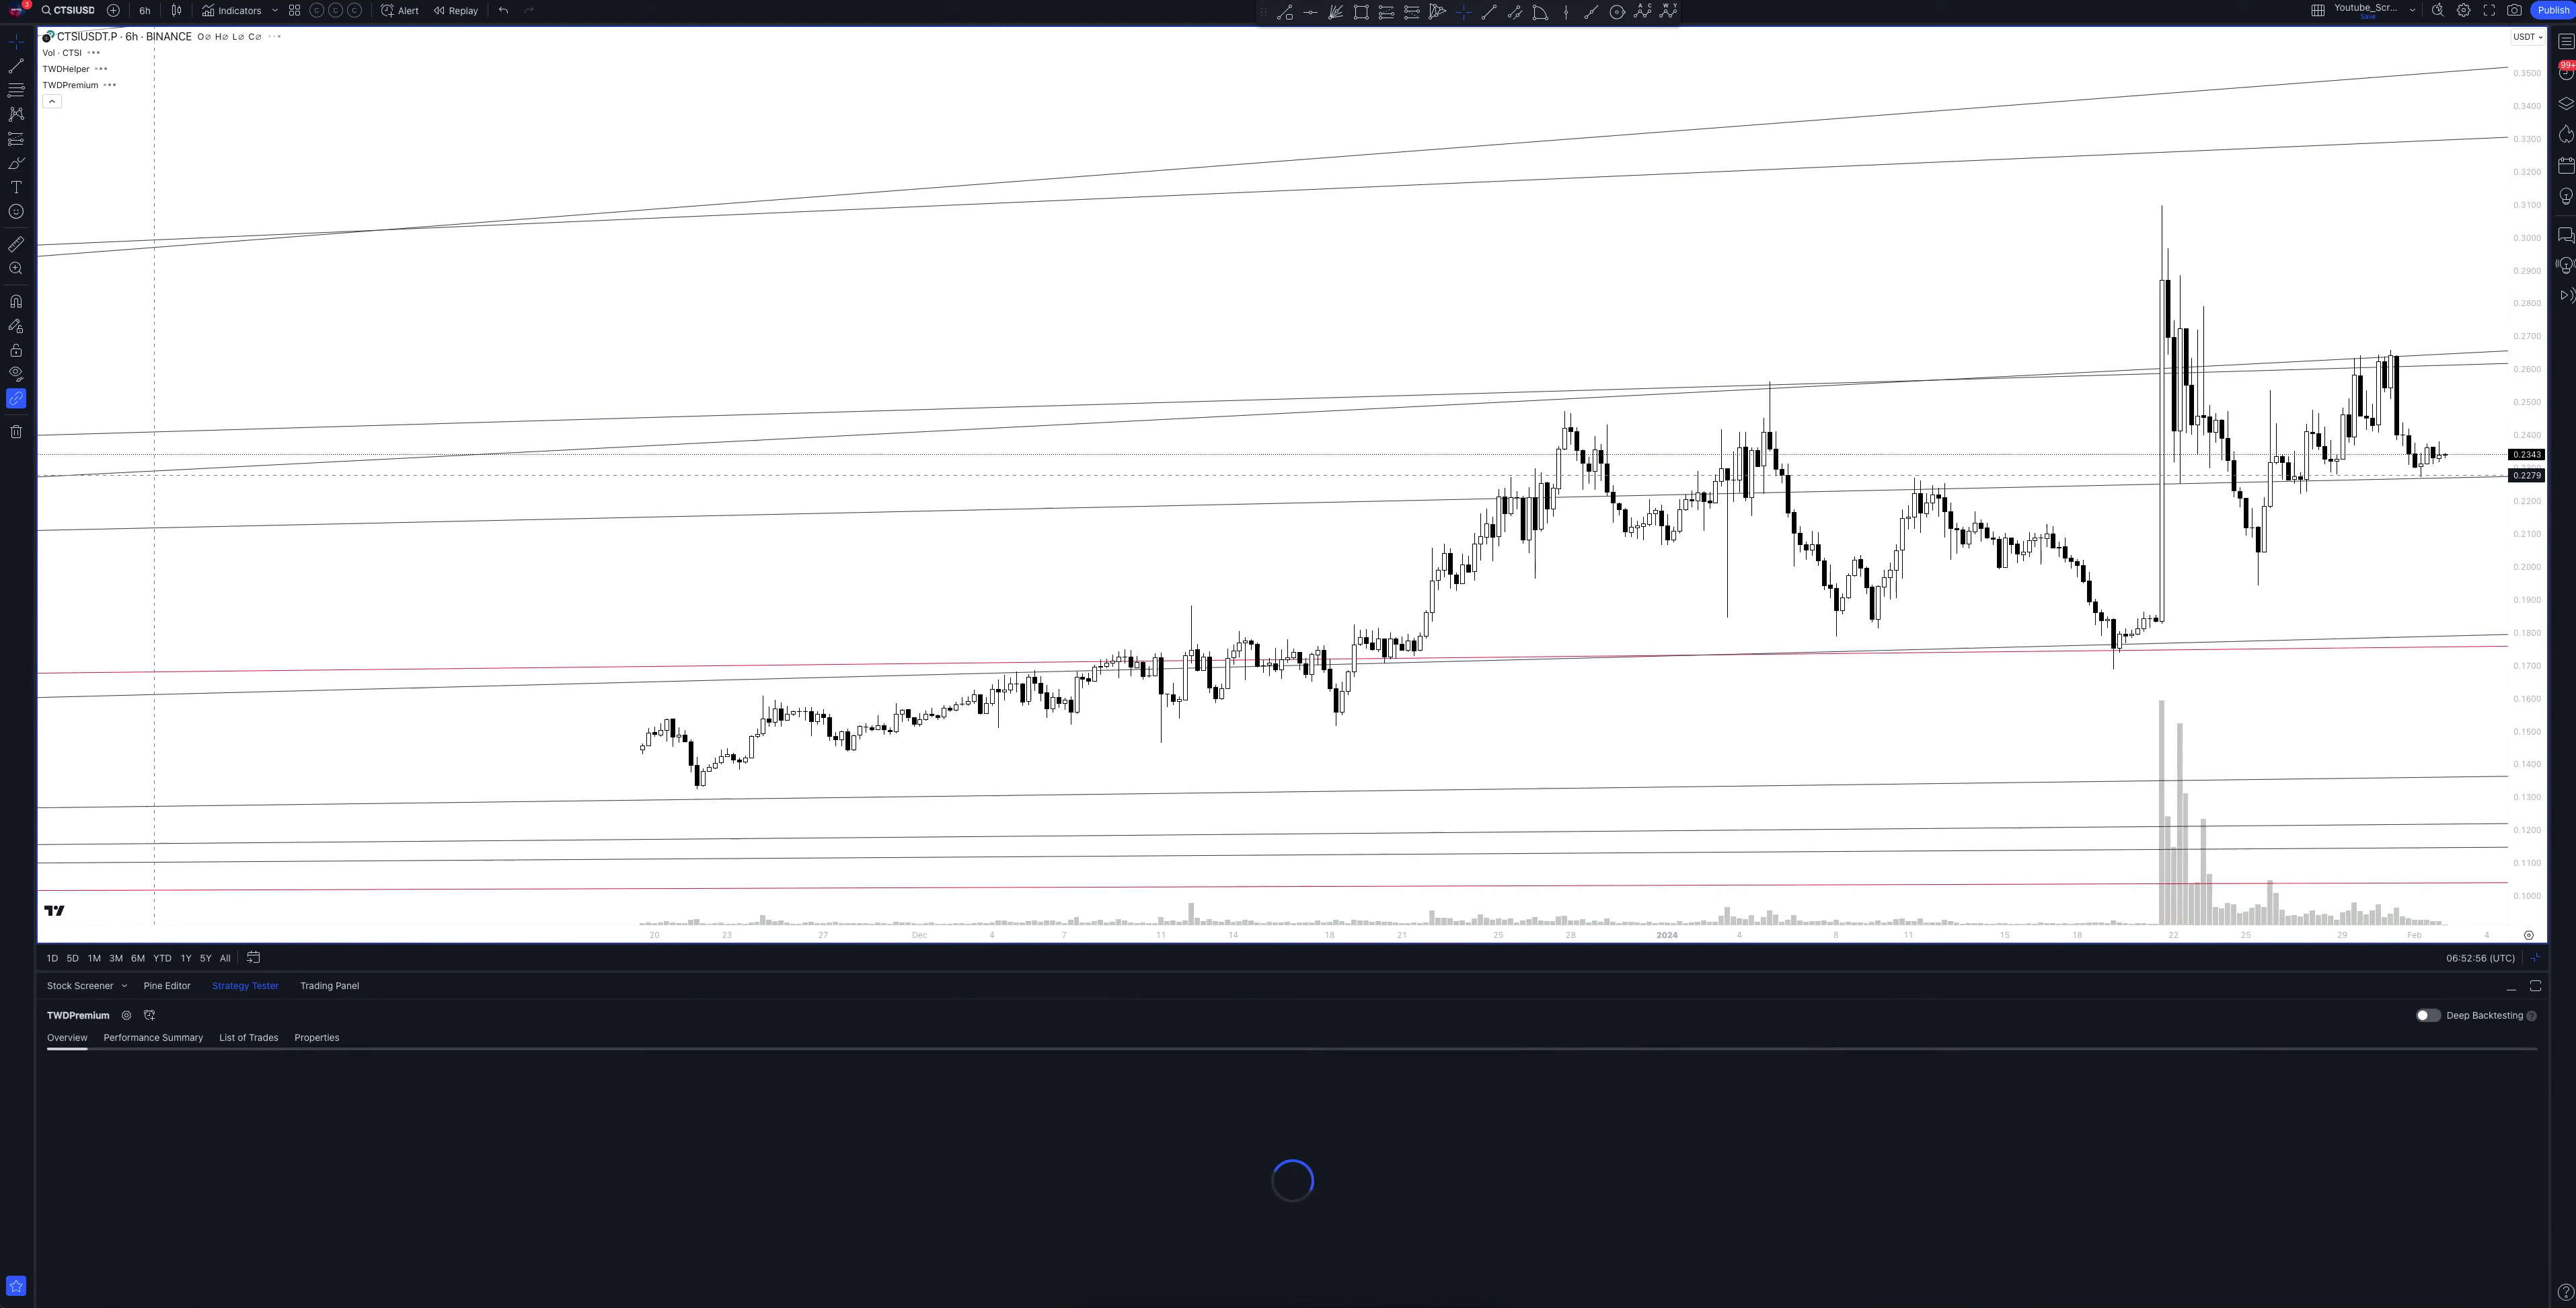 3 CTSIUSD 6h Indicators C C C Alert Replay Youtube_Scr... Save Publish
CTSIUSDT.P · 6h · BINANCE O∅ H∅ L∅ C∅
USDT
Vol · CTSI
TWDHelper
TWDPremium
99+
0.3500
0.3400
0.3300
0.3200
0.3100
0.3000
0.2900
0.2800
0.2700
0.2600
0.2500
0.2400
0.2343
0.2279
0.2200
0.2100
0.2000
0.1900
0.1800
0.1700
0.1600
0.1500
0.1400
0.1300
0.1200
0.1100
0.1000
20 23 27 Dec 4 7 11 14 18 21 25 28 2024 4 8 11 15 18 22 25 29 Feb 4
1D 5D 1M 3M 6M YTD 1Y 5Y All 06:52:56 (UTC)
Stock Screener Pine Editor Strategy Tester Trading Panel
TWDPremium Deep Backtesting
Overview Performance Summary List of Trades Properties